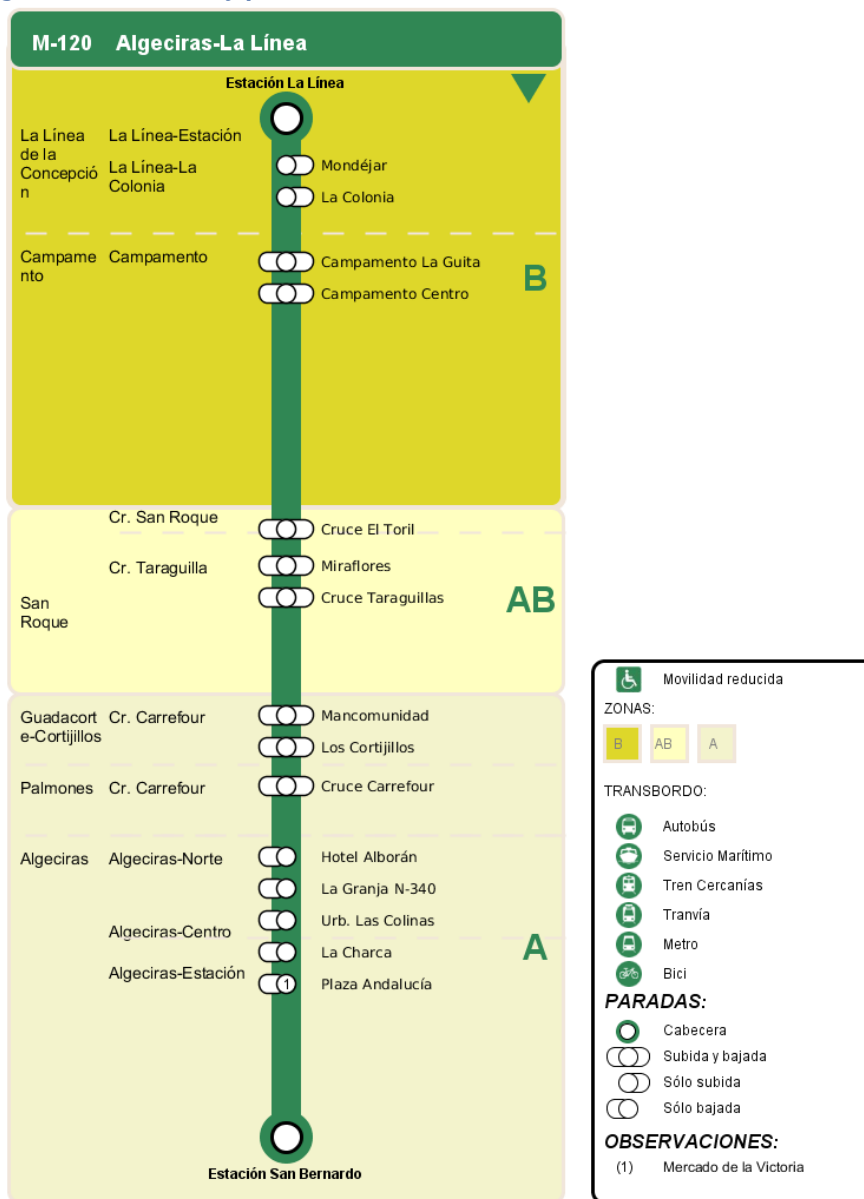 M-120 Algeciras-La Línea
Estación La Línea
La Línea de la Concepció n
La Línea-Estación
La Línea-La Colonia
Mondéjar
La Colonia
Campame nto
Campamento
Campamento La Guita
Campamento Centro
B
Cr. San Roque
Cruce El Toril
Cr. Taraguilla
Miraflores
Cruce Taraguillas
San Roque
AB
Guadacort e-Cortijillos
Cr. Carrefour
Mancomunidad
Los Cortijillos
Palmones
Cr. Carrefour
Cruce Carrefour
Algeciras
Algeciras-Norte
Hotel Alborán
La Granja N-340
Urb. Las Colinas
Algeciras-Centro
La Charca
Algeciras-Estación
1
Plaza Andalucía
A
Estación San Bernardo
Movilidad reducida
ZONAS:
B AB A
TRANSBORDO:
Autobús
Servicio Marítimo
Tren Cercanías
Tranvía
Metro
Bici
PARADAS:
Cabecera
Subida y bajada
Sólo subida
Sólo bajada
OBSERVACIONES:
(1) Mercado de la Victoria